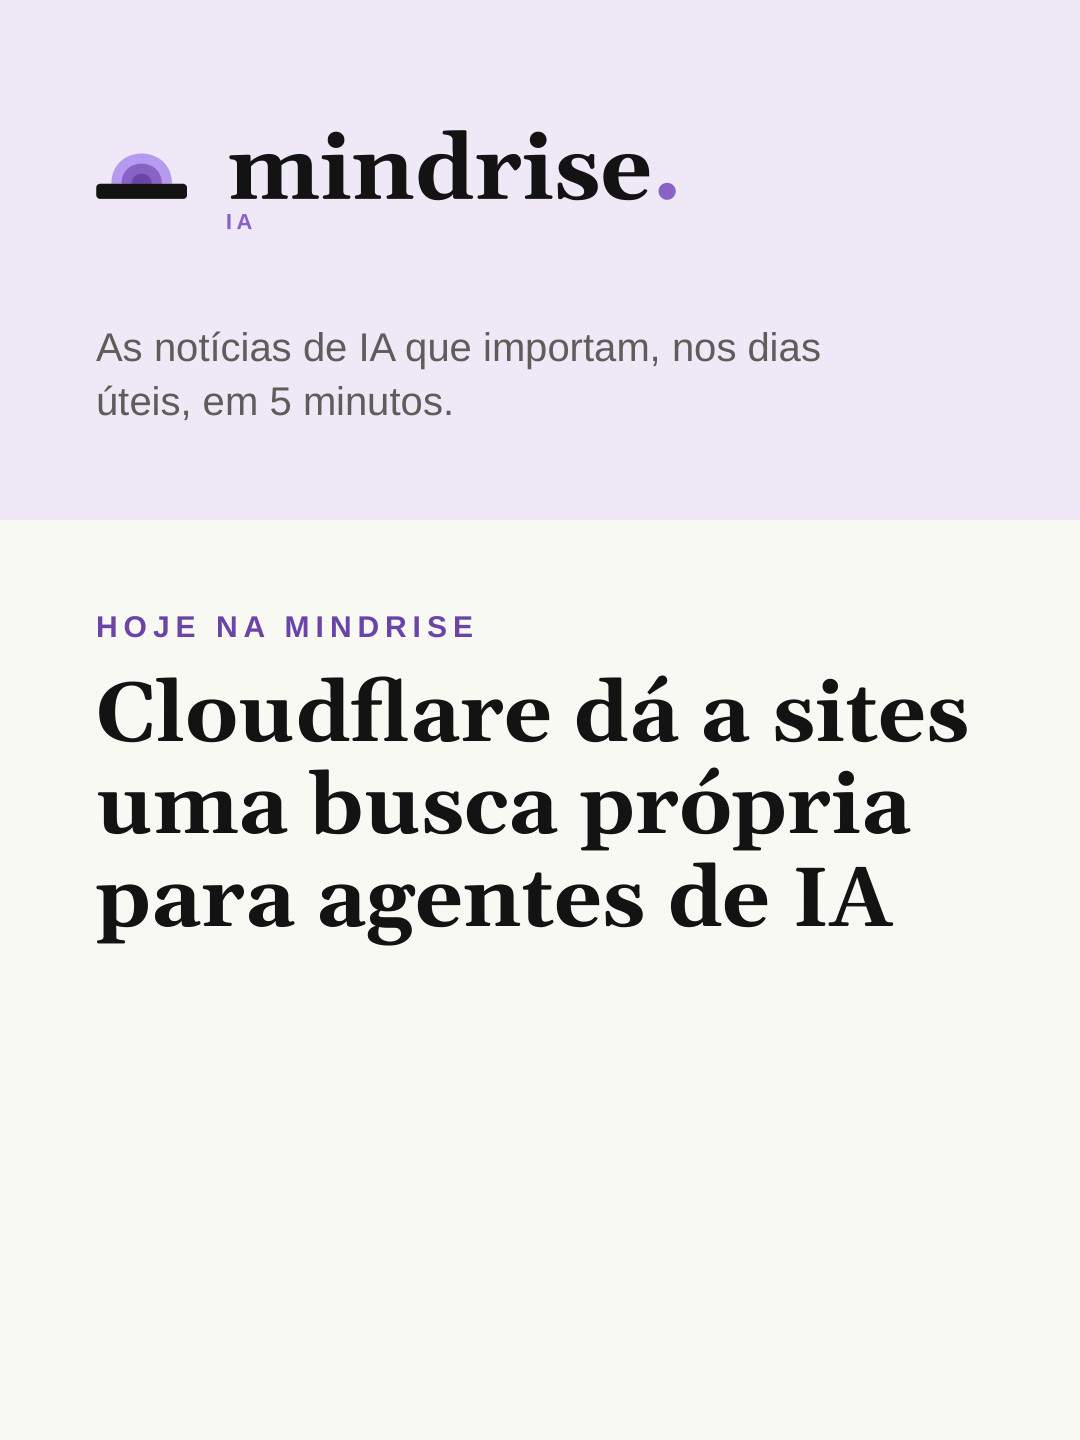 mindrise.
IA
As notícias de IA que importam, nos dias
úteis, em 5 minutos.
HOJE NA MINDRISE
Cloudflare dá a sites
uma busca própria
para agentes de IA